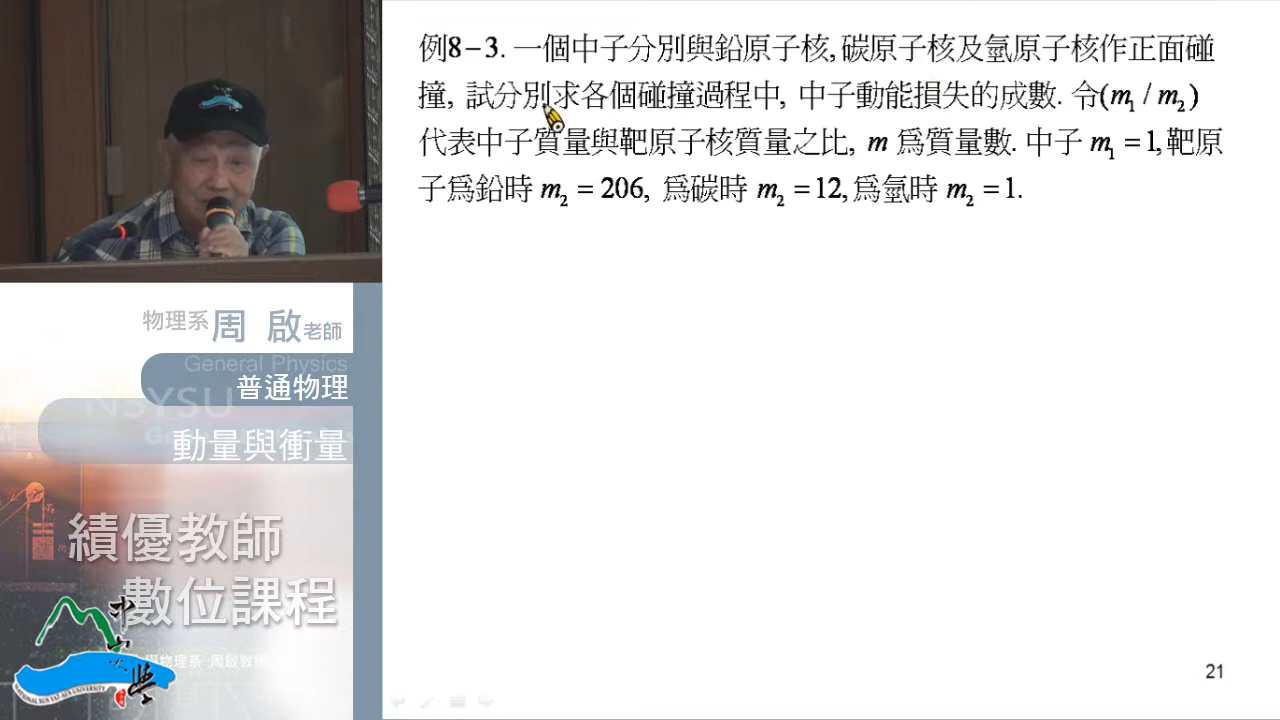 例8－3. 一個中子分別與鉛原子核, 碳原子核及氫原子核作正面碰
撞, 試分別求各個碰撞過程中, 中子動能損失的成數. 令(m₁ / m₂)
代表中子質量與靶原子核質量之比, m 為質量數. 中子 m₁ = 1, 靶原
子為鉛時 m₂ = 206, 為碳時 m₂ = 12, 為氫時 m₂ = 1.
物理系 周 啟 老師
General Physics
普通物理
NSYSU
動量與衝量
績優教師
數位課程
NATIONAL SUN YAT-SEN UNIVERSITY
21